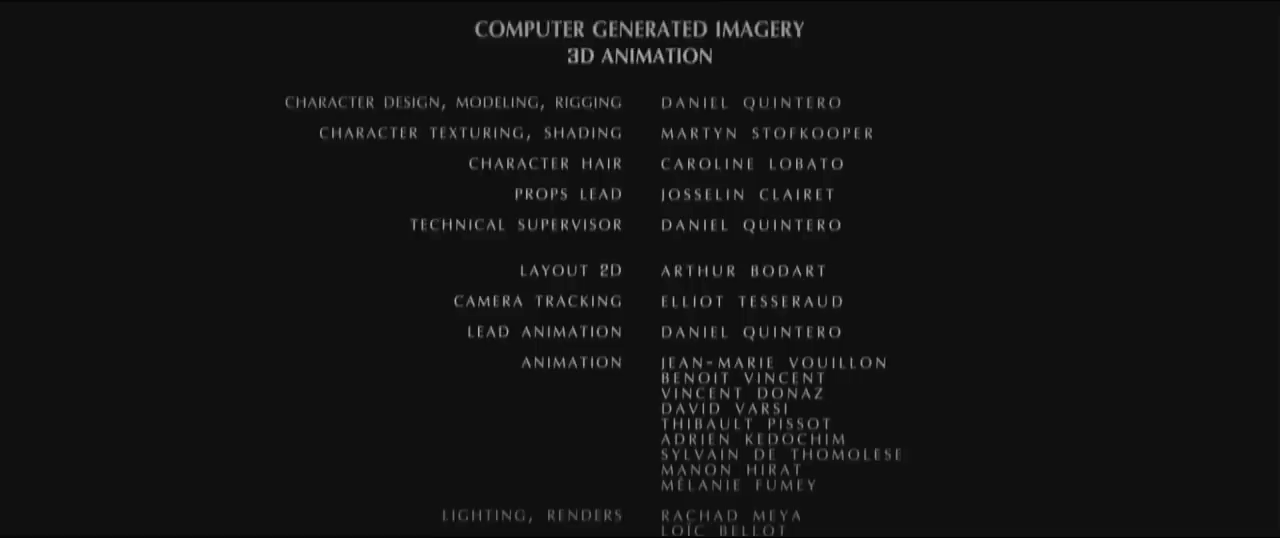 COMPUTER GENERATED IMAGERY
3D ANIMATION
CHARACTER DESIGN, MODELING, RIGGING DANIEL QUINTERO
CHARACTER TEXTURING, SHADING MARTYN STOFKOOPER
CHARACTER HAIR CAROLINE LOBATO
PROPS LEAD JOSSELIN CLAIRET
TECHNICAL SUPERVISOR DANIEL QUINTERO
LAYOUT 2D ARTHUR BODART
CAMERA TRACKING ELLIOT TESSERAUD
LEAD ANIMATION DANIEL QUINTERO
ANIMATION JEAN-MARIE VOUILLON
BENOIT VINCENT
VINCENT DONAZ
DAVID VARSI
THIBAULT PISSOT
ADRIEN KEDOCHIM
SYLVAIN DE THOMOLESE
MANON HIRAT
MÉLANIE FUMEY
LIGHTING, RENDERS RACHAD MEYA
LOÏC BELLOT